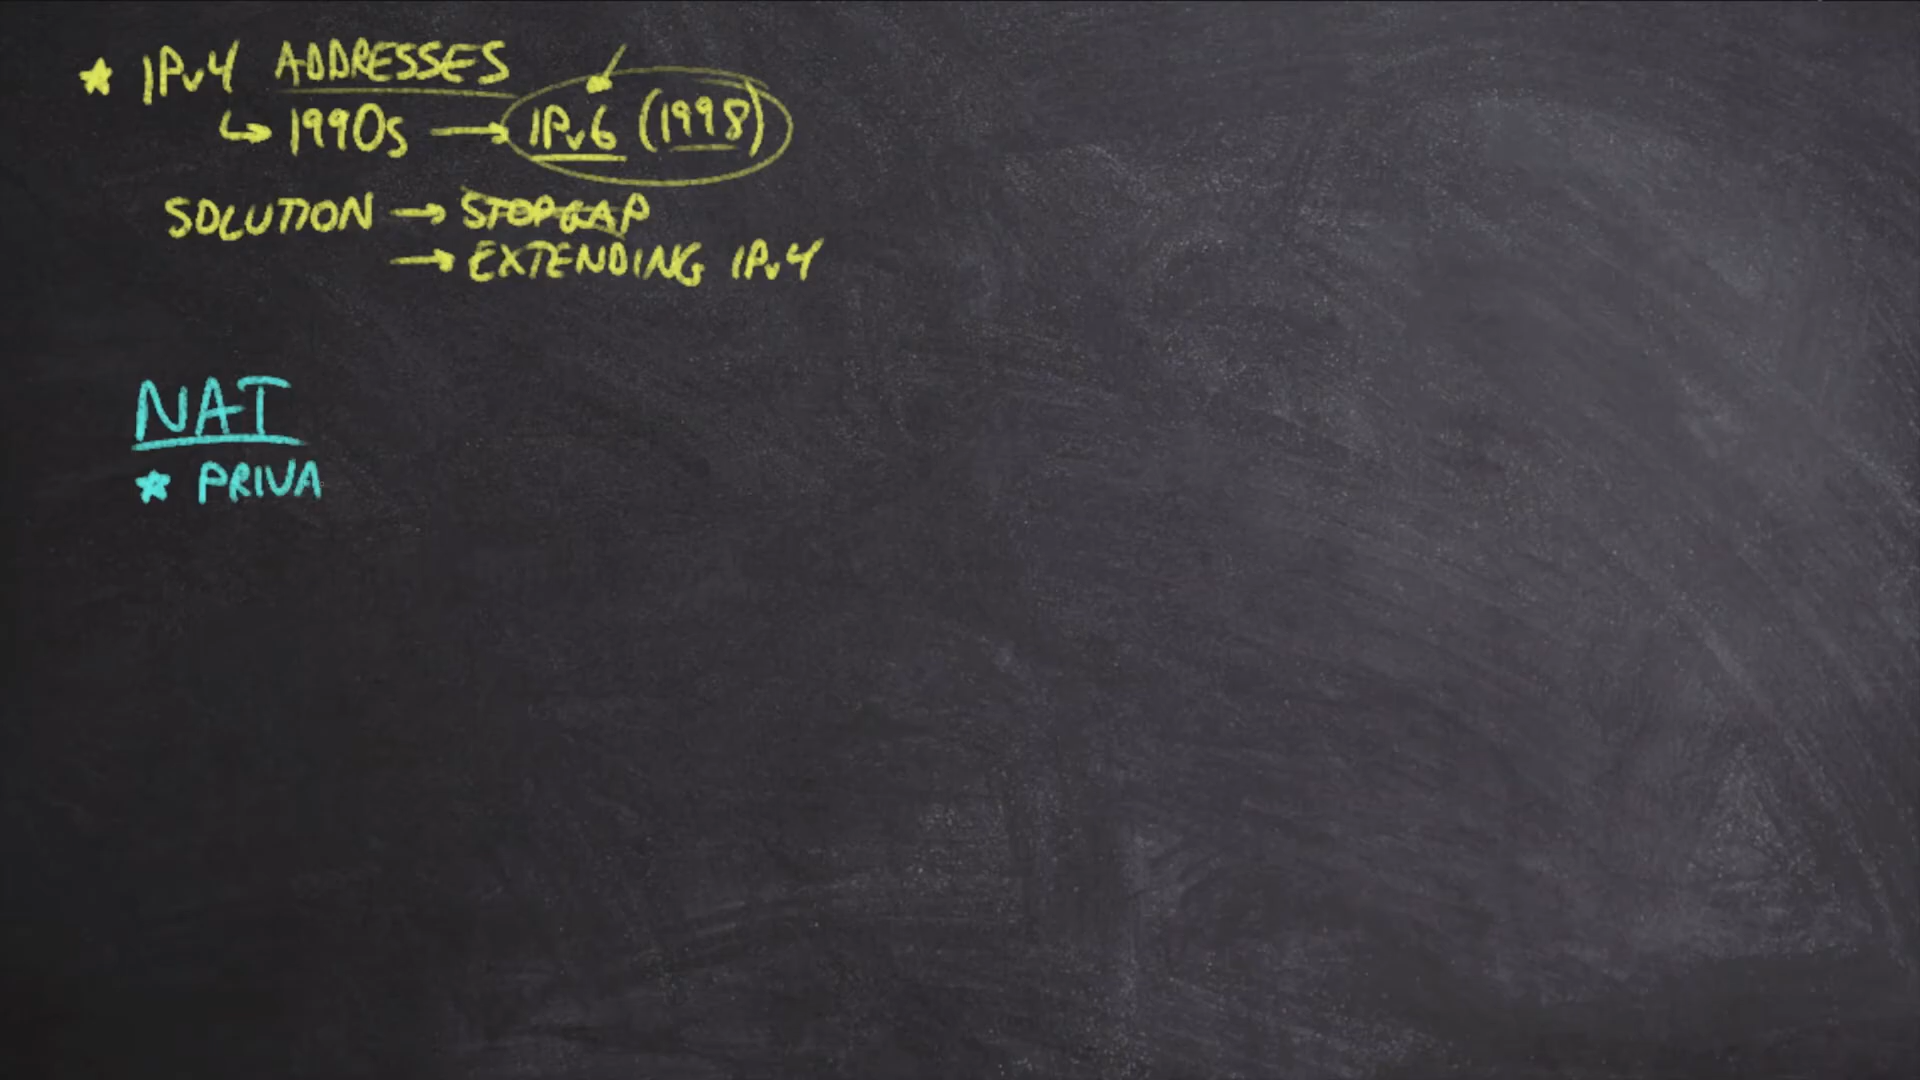 ★ IPv4 ADDRESSES
↳ 1990s → IPv6 (1998)
SOLUTION → STOPGAP
→ EXTENDING IPv4
NAT
★ PRIVA